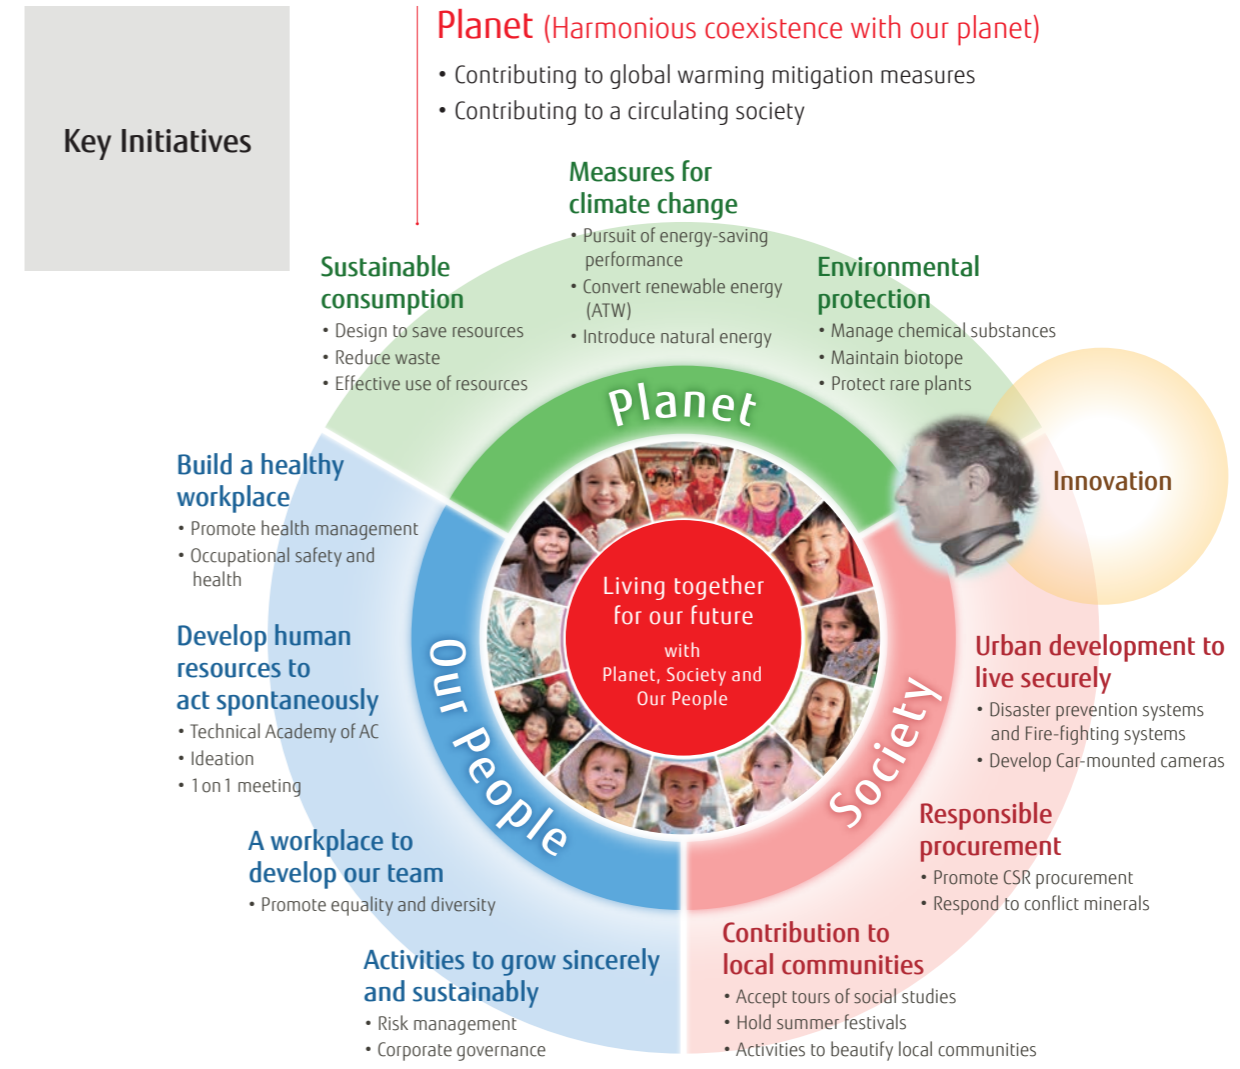 Key Initiatives
Planet (Harmonious coexistence with our planet)
• Contributing to global warming mitigation measures
• Contributing to a circulating society
Measures for
climate change
• Pursuit of energy-saving
performance
• Convert renewable energy
(ATW)
• Introduce natural energy
Sustainable
consumption
• Design to save resources
• Reduce waste
• Effective use of resources
Environmental
protection
• Manage chemical substances
• Maintain biotope
• Protect rare plants
Planet
Innovation
Build a healthy
workplace
• Promote health management
• Occupational safety and
health
Living together
for our future
with
Planet, Society and
Our People
Develop human
resources to
act spontaneously
• Technical Academy of AC
• Ideation
• 1on1 meeting
Our People
Society
Urban development to
live securely
• Disaster prevention systems
and Fire-fighting systems
• Develop Car-mounted cameras
Responsible
procurement
• Promote CSR procurement
• Respond to conflict minerals
A workplace to
develop our team
• Promote equality and diversity
Activities to grow sincerely
and sustainably
• Risk management
• Corporate governance
Contribution to
local communities
• Accept tours of social studies
• Hold summer festivals
• Activities to beautify local communities